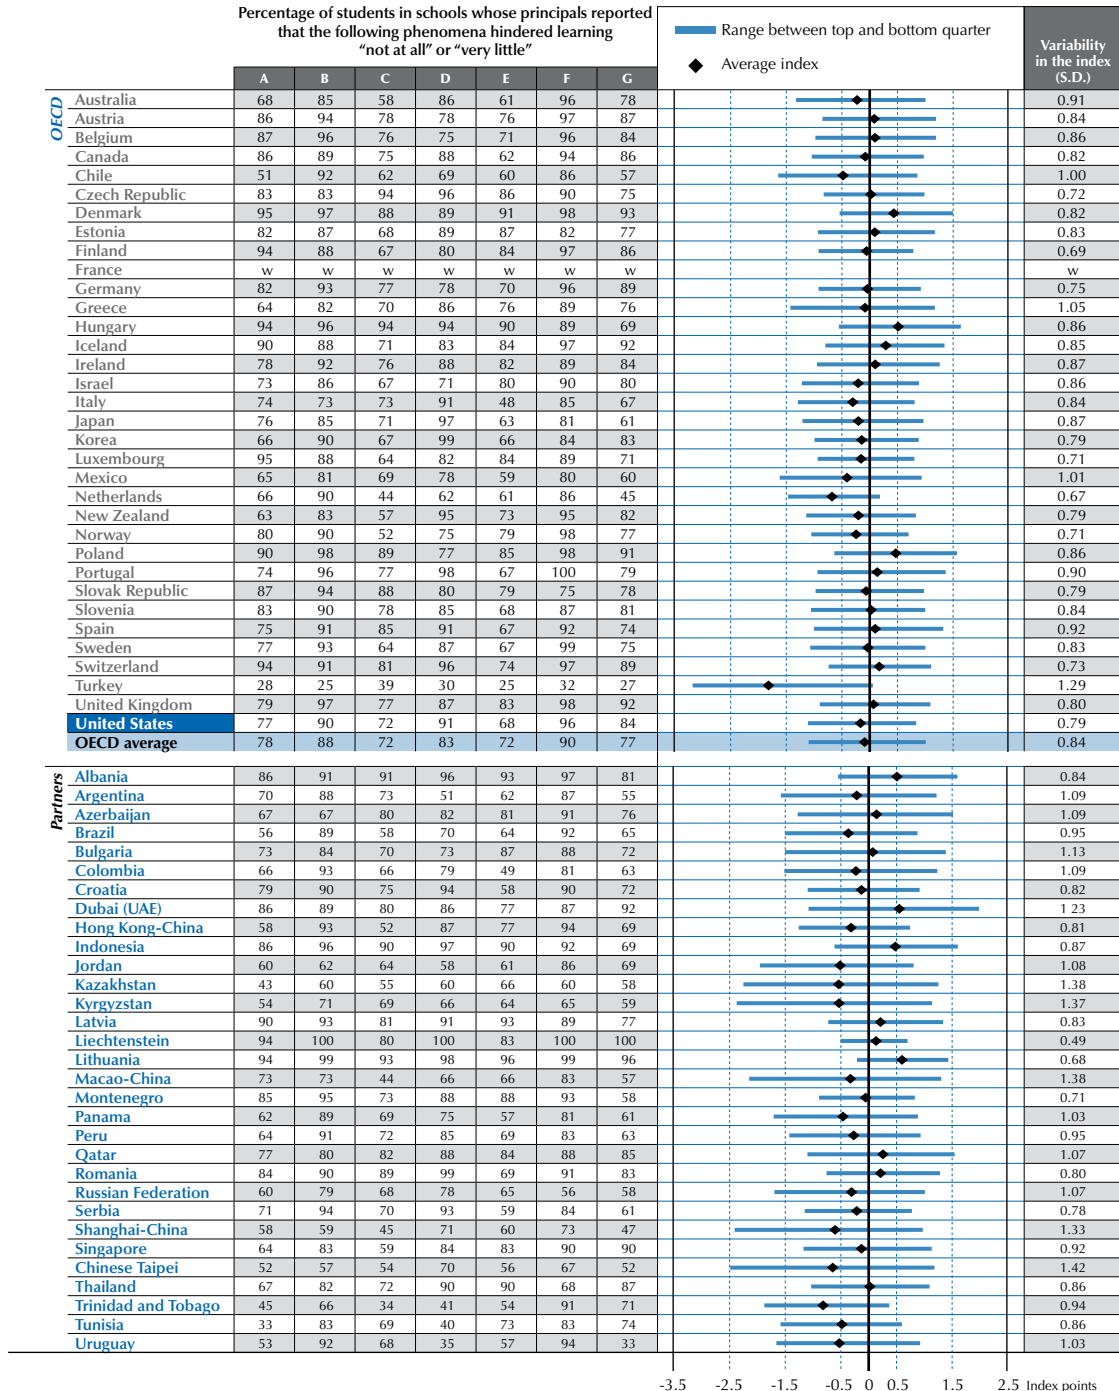 Percentage of students in schools whose principals reported
that the following phenomena hindered learning
“not at all” or “very little”
Range between top and bottom quarter
Average index
Variability
in the index
(S.D.)
A B C D E F G
OECD
Australia 68 85 58 86 61 96 78 0.91
Austria 86 94 78 78 76 97 87 0.84
Belgium 87 96 76 75 71 96 84 0.86
Canada 86 89 75 88 62 94 86 0.82
Chile 51 92 62 69 60 86 57 1.00
Czech Republic 83 83 94 96 86 90 75 0.72
Denmark 95 97 88 89 91 98 93 0.82
Estonia 82 87 68 89 87 82 77 0.83
Finland 94 88 67 80 84 97 86 0.69
France w w w w w w w w
Germany 82 93 77 78 70 96 89 0.75
Greece 64 82 70 86 76 89 76 1.05
Hungary 94 96 94 94 90 89 69 0.86
Iceland 90 88 71 83 84 97 92 0.85
Ireland 78 92 76 88 82 89 84 0.87
Israel 73 86 67 71 80 90 80 0.86
Italy 74 73 73 91 48 85 67 0.84
Japan 76 85 71 97 63 81 61 0.87
Korea 66 90 67 99 66 84 83 0.79
Luxembourg 95 88 64 82 84 89 71 0.71
Mexico 65 81 69 78 59 80 60 1.01
Netherlands 66 90 44 62 61 86 45 0.67
New Zealand 63 83 57 95 73 95 82 0.79
Norway 80 90 52 75 79 98 77 0.71
Poland 90 98 89 77 85 98 91 0.86
Portugal 74 96 77 98 67 100 79 0.90
Slovak Republic 87 94 88 80 79 75 78 0.79
Slovenia 83 90 78 85 68 87 81 0.84
Spain 75 91 85 91 67 92 74 0.92
Sweden 77 93 64 87 67 99 75 0.83
Switzerland 94 91 81 96 74 97 89 0.73
Turkey 28 25 39 30 25 32 27 1.29
United Kingdom 79 97 77 87 83 98 92 0.80
United States 77 90 72 91 68 96 84 0.79
OECD average 78 88 72 83 72 90 77 0.84
Partners
Albania 86 91 91 96 93 97 81 0.84
Argentina 70 88 73 51 62 87 55 1.09
Azerbaijan 67 67 80 82 81 91 76 1.09
Brazil 56 89 58 70 64 92 65 0.95
Bulgaria 73 84 70 73 87 88 72 1.13
Colombia 66 93 66 79 49 81 63 1.09
Croatia 79 90 75 94 58 90 72 0.82
Dubai (UAE) 86 89 80 86 77 87 92 1 23
Hong Kong-China 58 93 52 87 77 94 69 0.81
Indonesia 86 96 90 97 90 92 69 0.87
Jordan 60 62 64 58 61 86 69 1.08
Kazakhstan 43 60 55 60 66 60 58 1.38
Kyrgyzstan 54 71 69 66 64 65 59 1.37
Latvia 90 93 81 91 93 89 77 0.83
Liechtenstein 94 100 80 100 83 100 100 0.49
Lithuania 94 99 93 98 96 99 96 0.68
Macao-China 73 73 44 66 66 83 57 1.38
Montenegro 85 95 73 88 88 93 58 0.71
Panama 62 89 69 75 57 81 61 1.03
Peru 64 91 72 85 69 83 63 0.95
Qatar 77 80 82 88 84 88 85 1.07
Romania 84 90 89 99 69 91 83 0.80
Russian Federation 60 79 68 78 65 56 58 1.07
Serbia 71 94 70 93 59 84 61 0.78
Shanghai-China 58 59 45 71 60 73 47 1.33
Singapore 64 83 59 84 83 90 90 0.92
Chinese Taipei 52 57 54 70 56 67 52 1.42
Thailand 67 82 72 90 90 68 87 0.86
Trinidad and Tobago 45 66 34 41 54 91 71 0.94
Tunisia 33 83 69 40 73 83 74 0.86
Uruguay 53 92 68 35 57 94 33 1.03
-3.5 -2.5 -1.5 -0.5 0 0.5 1.5 2.5 Index points